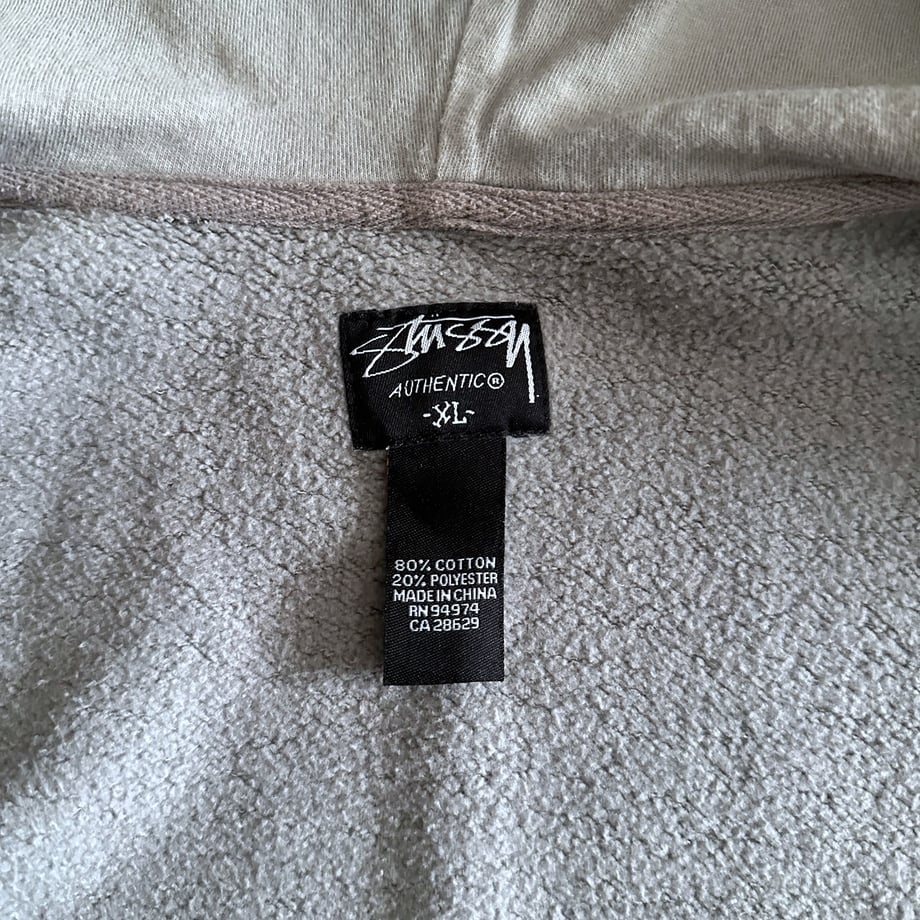 Stüssy
AUTHENTIC®
-XL-
80% COTTON
20% POLYESTER
MADE IN CHINA
RN 94974
CA 28629